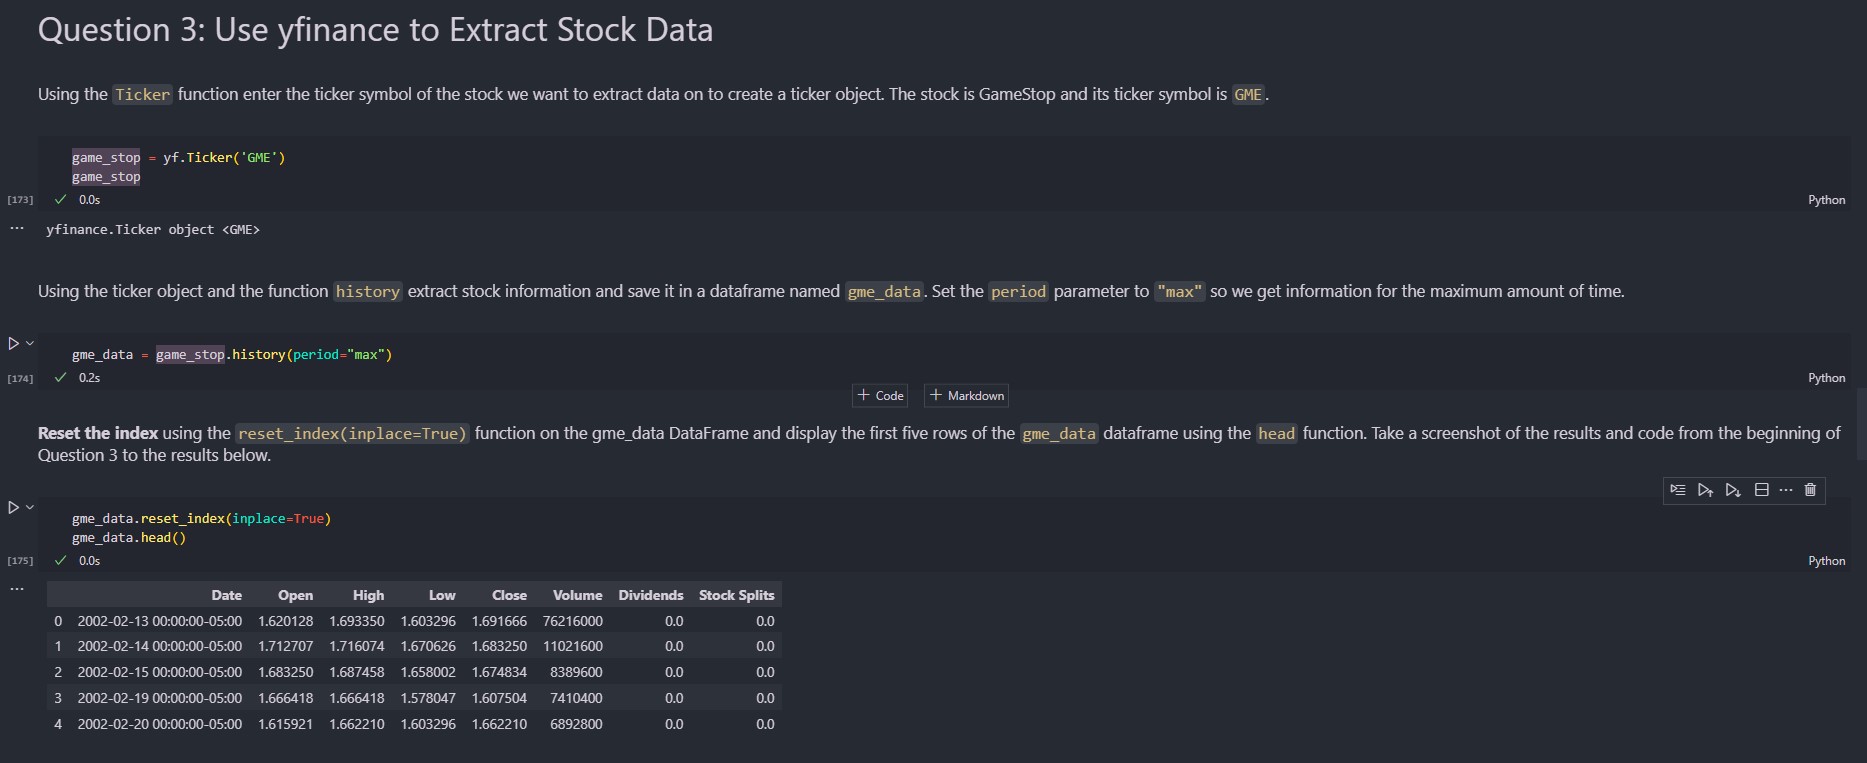 Question 3: Use yfinance to Extract Stock Data
Using the Ticker function enter the ticker symbol of the stock we want to extract data on to create a ticker object. The stock is GameStop and its ticker symbol is GME.
game_stop = yf.Ticker('GME')
game_stop
[173] ✓ 0.0s Python
... yfinance.Ticker object <GME>
Using the ticker object and the function history extract stock information and save it in a dataframe named gme_data. Set the period parameter to "max" so we get information for the maximum amount of time.
gme_data = game_stop.history(period="max")
[174] ✓ 0.2s Python
+ Code + Markdown
Reset the index using the reset_index(inplace=True) function on the gme_data DataFrame and display the first five rows of the gme_data dataframe using the head function. Take a screenshot of the results and code from the beginning of
Question 3 to the results below.
gme_data.reset_index(inplace=True)
gme_data.head()
[175] ✓ 0.0s Python
...
Date Open High Low Close Volume Dividends Stock Splits
0 2002-02-13 00:00:00-05:00 1.620128 1.693350 1.603296 1.691666 76216000 0.0 0.0
1 2002-02-14 00:00:00-05:00 1.712707 1.716074 1.670626 1.683250 11021600 0.0 0.0
2 2002-02-15 00:00:00-05:00 1.683250 1.687458 1.658002 1.674834 8389600 0.0 0.0
3 2002-02-19 00:00:00-05:00 1.666418 1.666418 1.578047 1.607504 7410400 0.0 0.0
4 2002-02-20 00:00:00-05:00 1.615921 1.662210 1.603296 1.662210 6892800 0.0 0.0